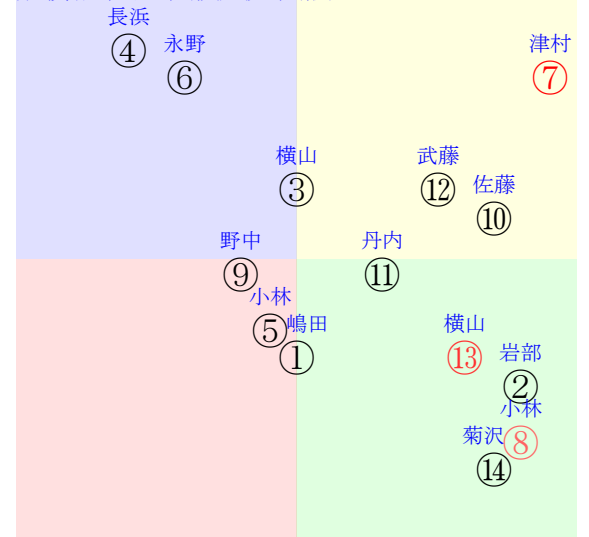 長浜
④
永野
⑥
津村
⑦
横山
③
武藤
⑫
佐藤
⑩
野中
⑨
丹内
⑪
小林
⑤
嶋田
①
横山
⑬
岩部
②
小林
⑧
菊沢
⑭